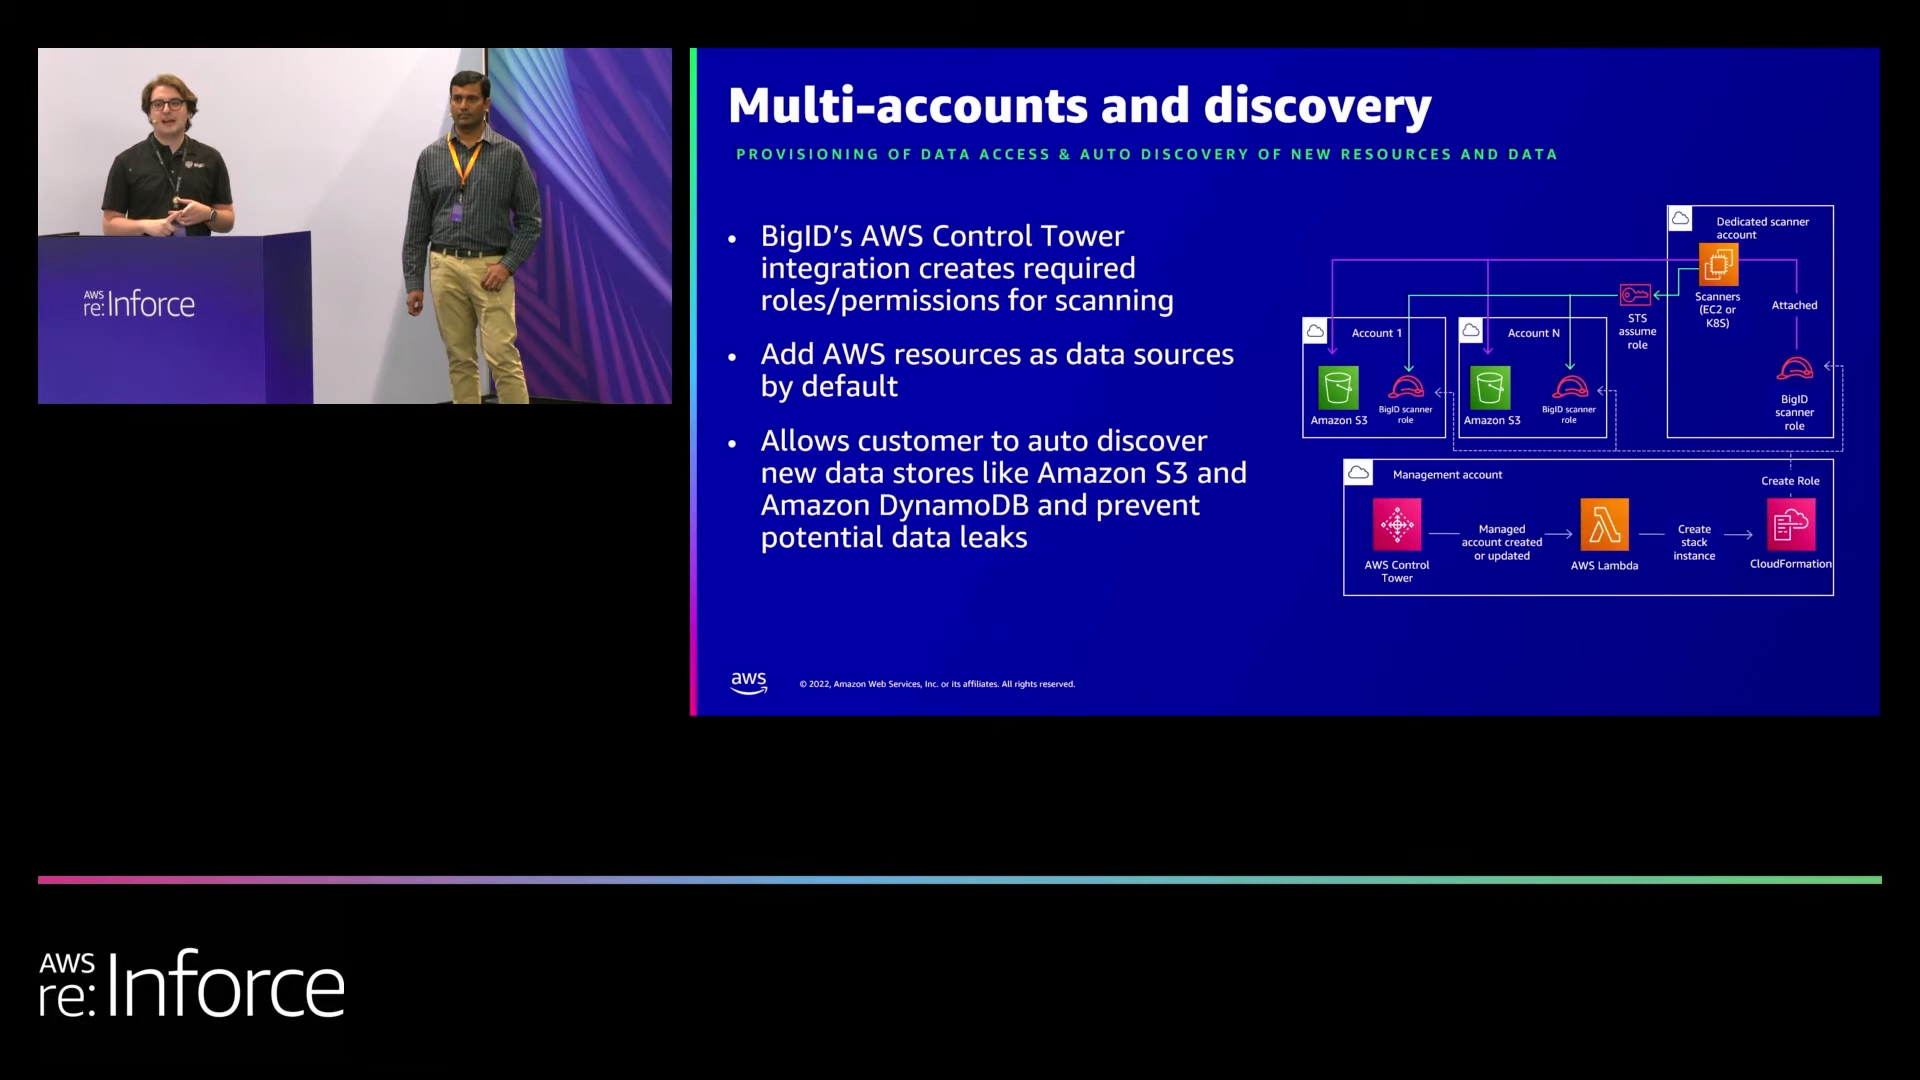 AWS
re:Inforce
Multi-accounts and discovery
PROVISIONING OF DATA ACCESS & AUTO DISCOVERY OF NEW RESOURCES AND DATA
• BigID’s AWS Control Tower
integration creates required
roles/permissions for scanning
• Add AWS resources as data sources
by default
• Allows customer to auto discover
new data stores like Amazon S3 and
Amazon DynamoDB and prevent
potential data leaks
Dedicated scanner
account
Scanners
(EC2 or
K8S)
Attached
STS
assume
role
BigID
scanner
role
Account 1
Amazon S3
BigID scanner
role
Account N
Amazon S3
BigID scanner
role
Management account
Create Role
AWS Control
Tower
Managed
account created
or updated
AWS Lambda
Create
stack
instance
CloudFormation
aws
© 2022, Amazon Web Services, Inc. or its affiliates. All rights reserved.
AWS
re:Inforce